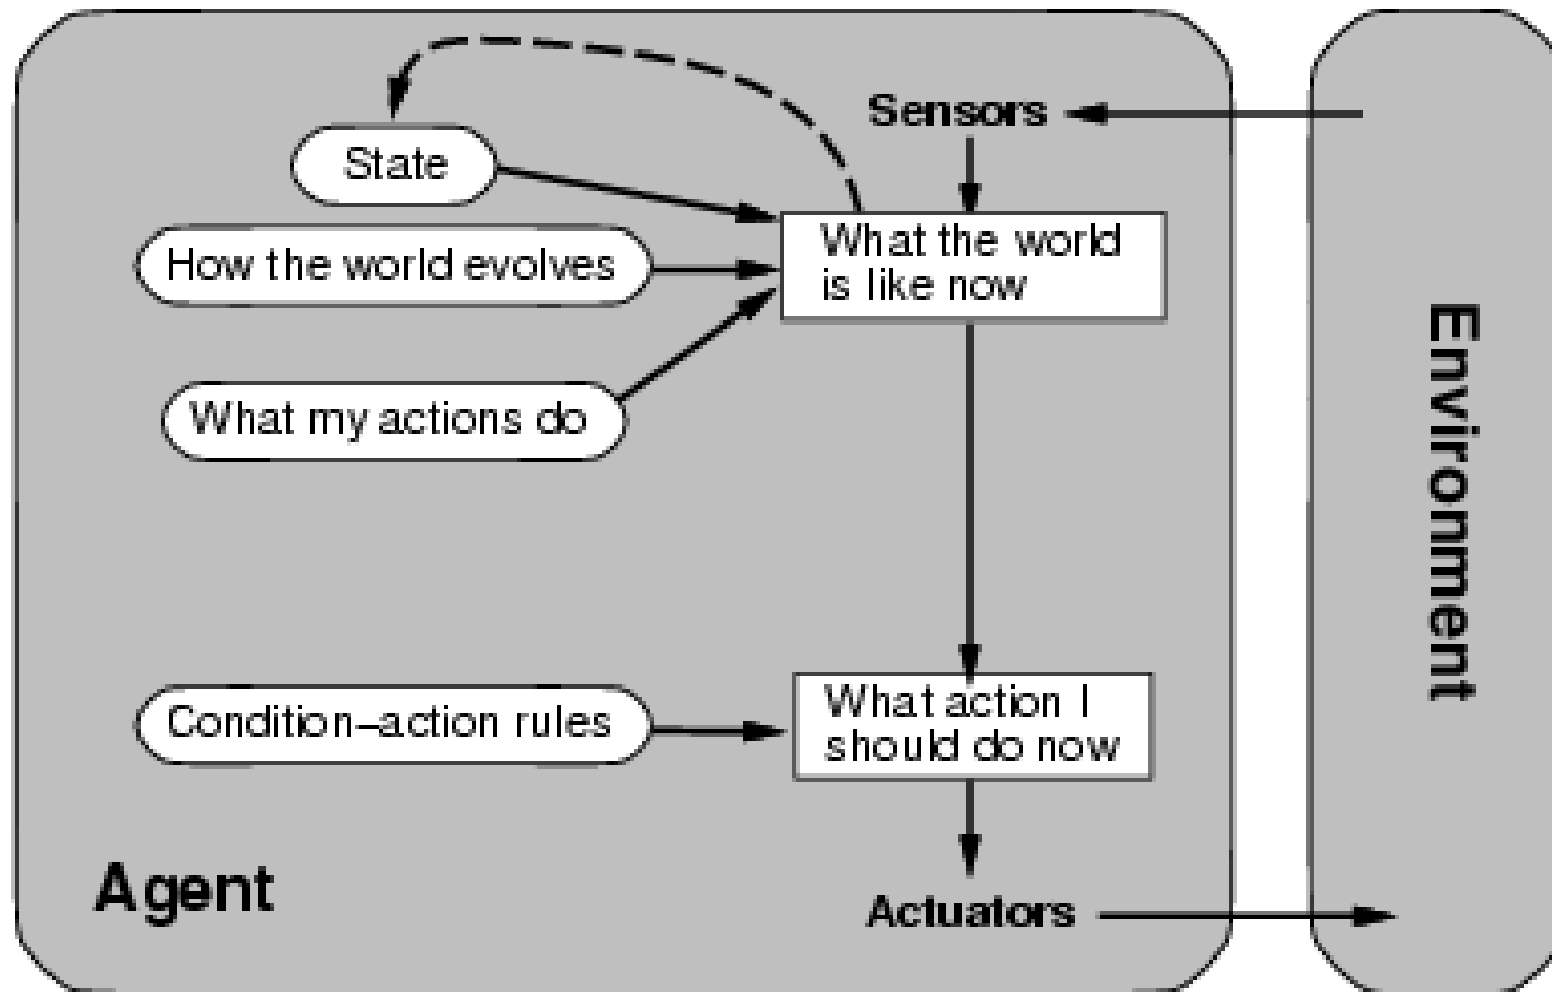 Sensors
State
What the world
is like now
How the world evolves
What my actions do
Environment
Condition–action rules
What action I
should do now
Agent
Actuators